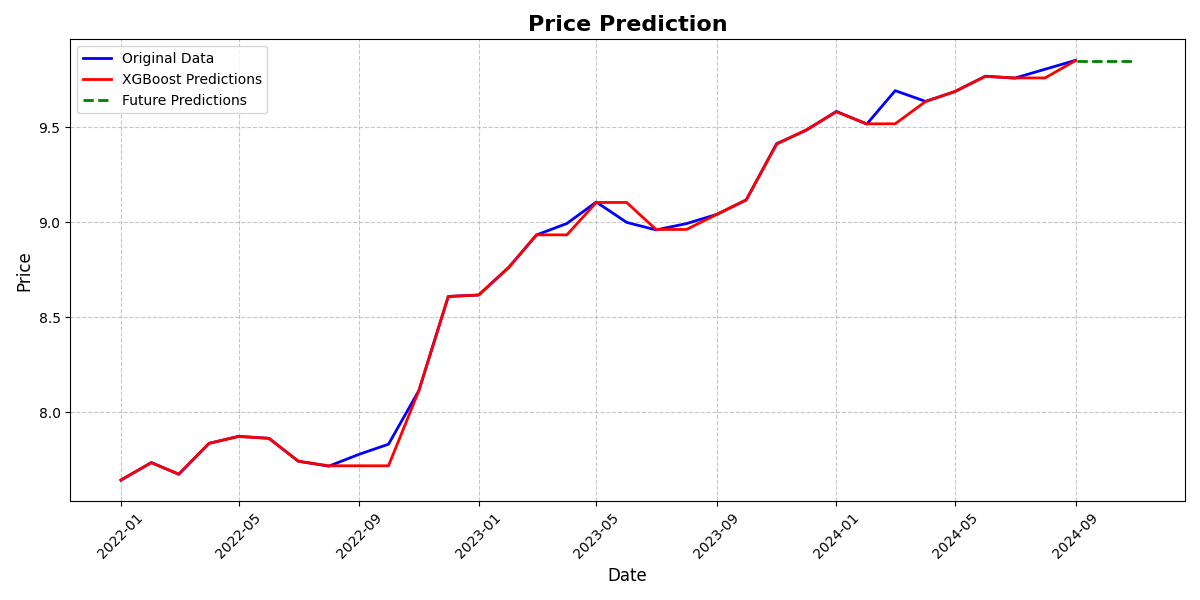 Price Prediction
Original Data
XGBoost Predictions
Future Predictions
Price
9.5
9.0
8.5
8.0
2022-01
2022-05
2022-09
2023-01
2023-05
2023-09
2024-01
2024-05
2024-09
Date